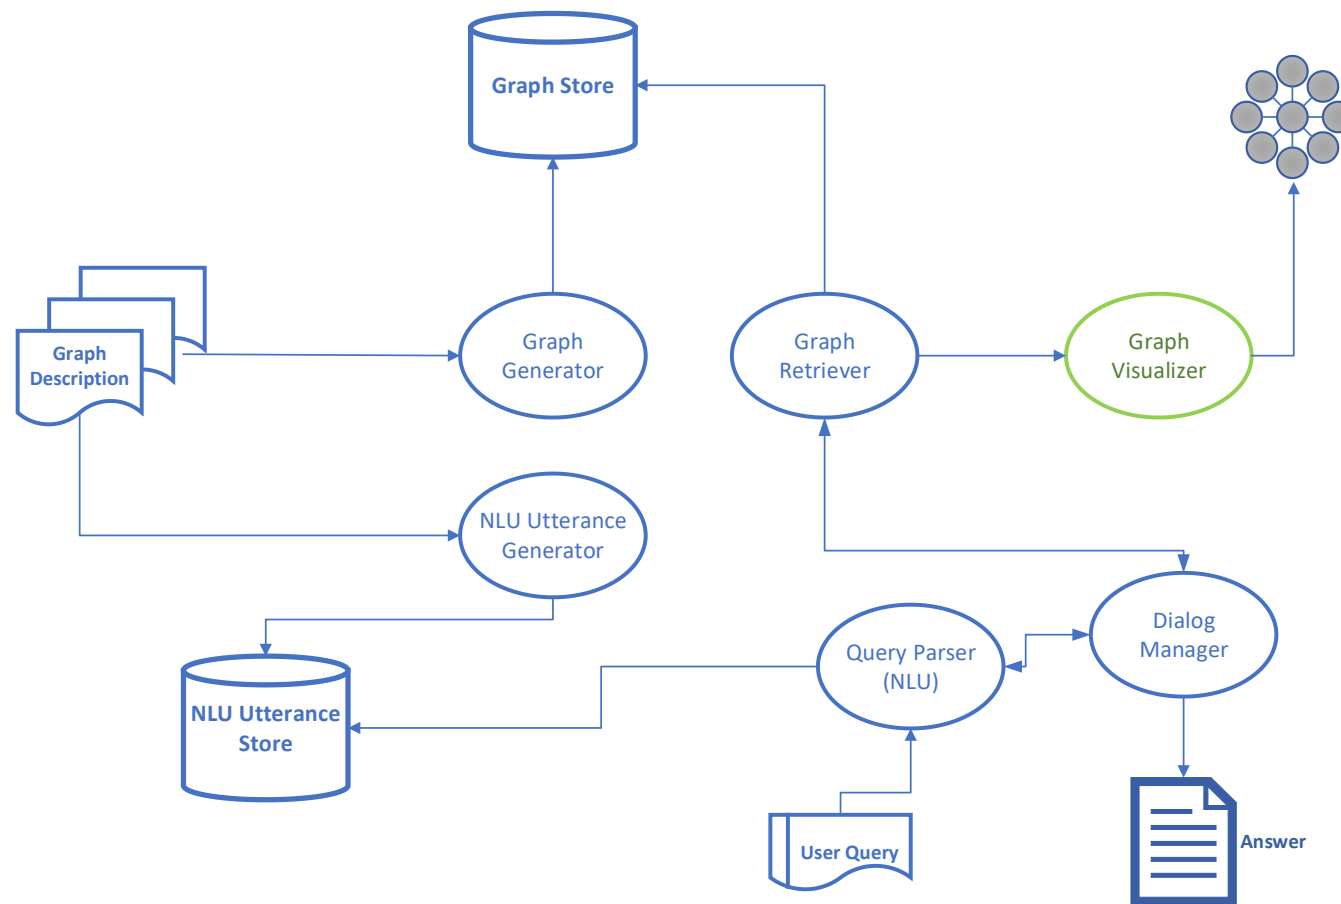 Graph Store
Graph
Description
Graph
Generator
Graph
Retriever
Graph
Visualizer
NLU Utterance
Generator
Dialog
Manager
Query Parser
(NLU)
NLU Utterance
Store
User Query
Answer